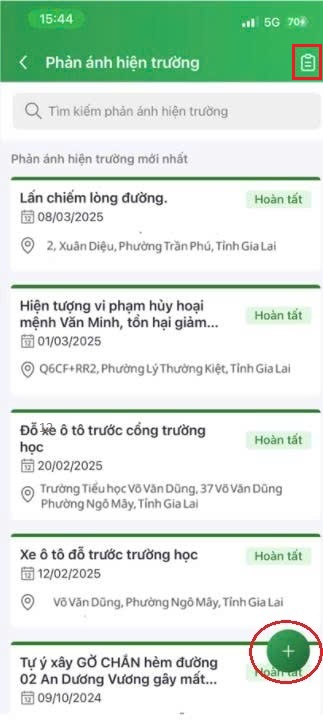 15:44
5G 70
Phản ánh hiện trường
Tìm kiếm phản ánh hiện trường
Phản ánh hiện trường mới nhất
Lấn chiếm lòng đường.
Hoàn tất
08/03/2025
2, Xuân Diệu, Phường Trần Phú, Tỉnh Gia Lai
Hiện tượng vi phạm hủy hoại
mệnh Văn Minh, tổn hại giảm...
Hoàn tất
01/03/2025
Q6CF+RR2, Phường Lý Thường Kiệt, Tỉnh Gia Lai
Đỗ xe ô tô trước cổng trường
học
Hoàn tất
20/02/2025
Trường Tiểu học Võ Văn Dũng, 37 Võ Văn Dũng
Phường Ngô Mây, Tỉnh Gia Lai
Xe ô tô đỗ trước trường học
Hoàn tất
12/02/2025
Võ Văn Dũng, Phường Ngô Mây, Tỉnh Gia Lai
Tự ý xây GỜ CHẮN hèm đường
02 An Dương Vương gây mất...
Hoàn tất
09/10/2024